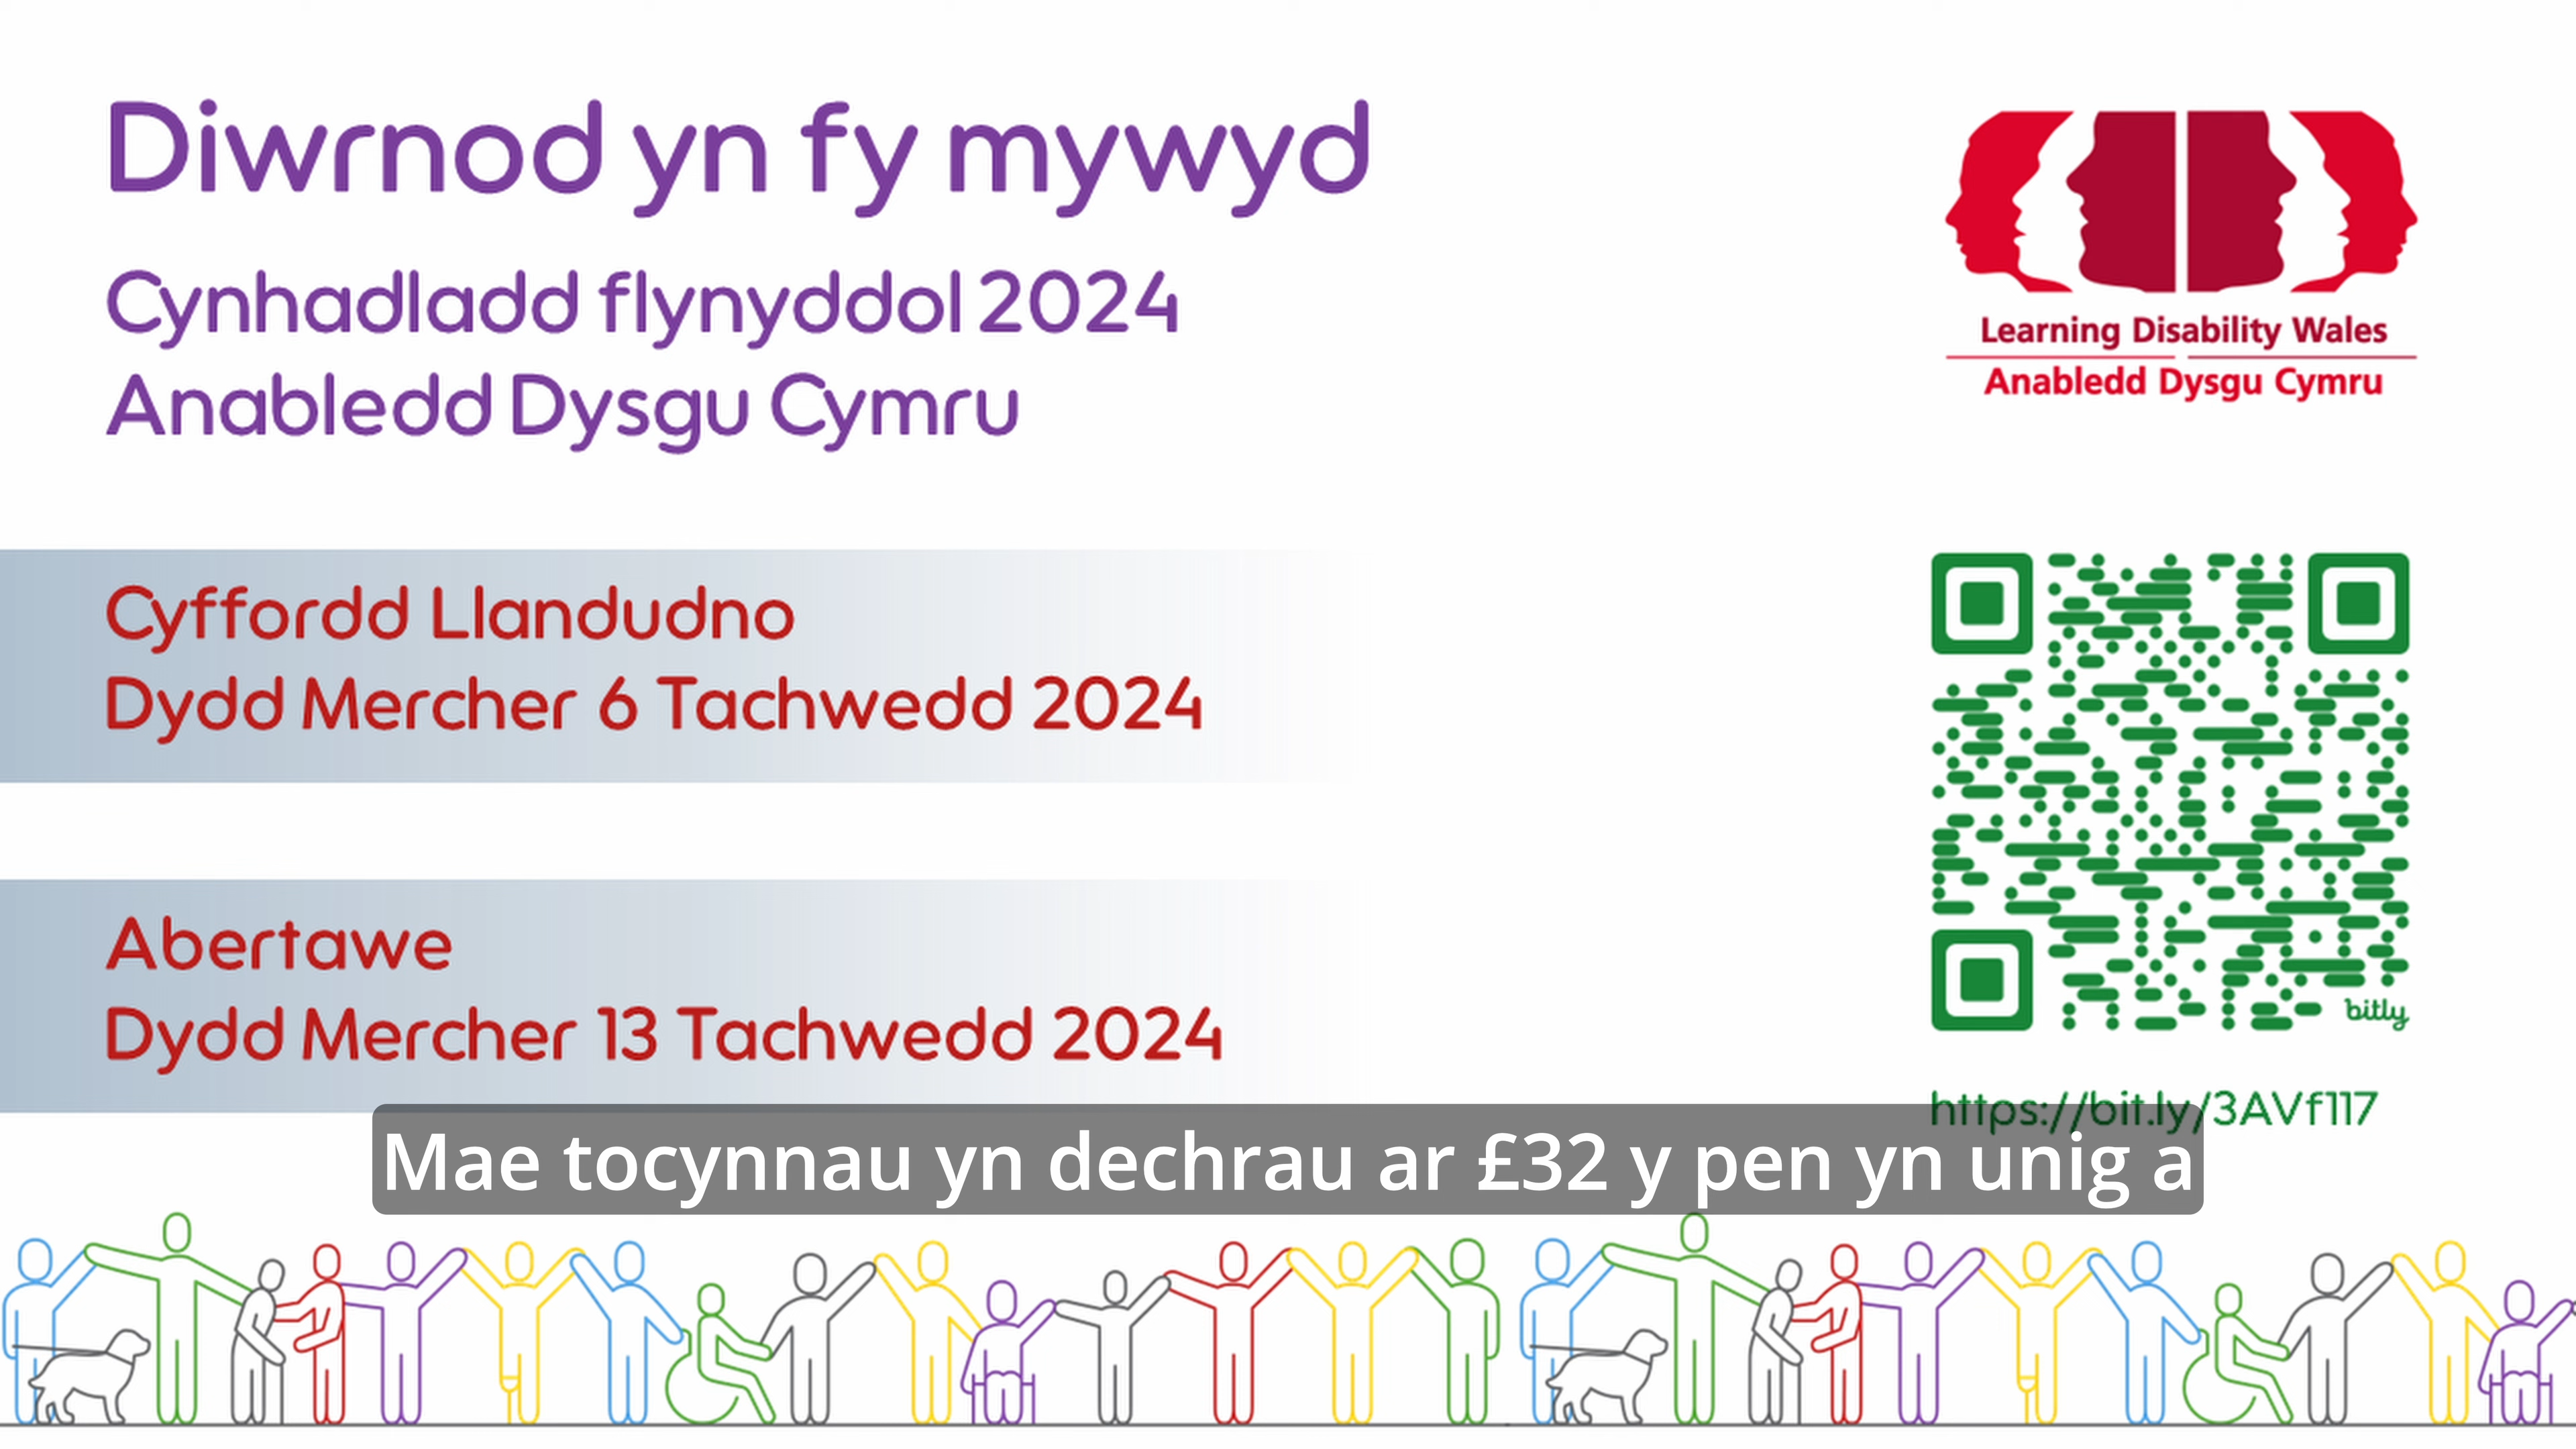 Diwrnod yn fy mywyd
Cynhadladd flynyddol 2024
Anabledd Dysgu Cymru
Learning Disability Wales
Anabledd Dysgu Cymru
Cyffordd Llandudno
Dydd Mercher 6 Tachwedd 2024
Abertawe
Dydd Mercher 13 Tachwedd 2024
bitly
https://bit.ly/3AVf117
Mae tocynnau yn dechrau ar £32 y pen yn unig a